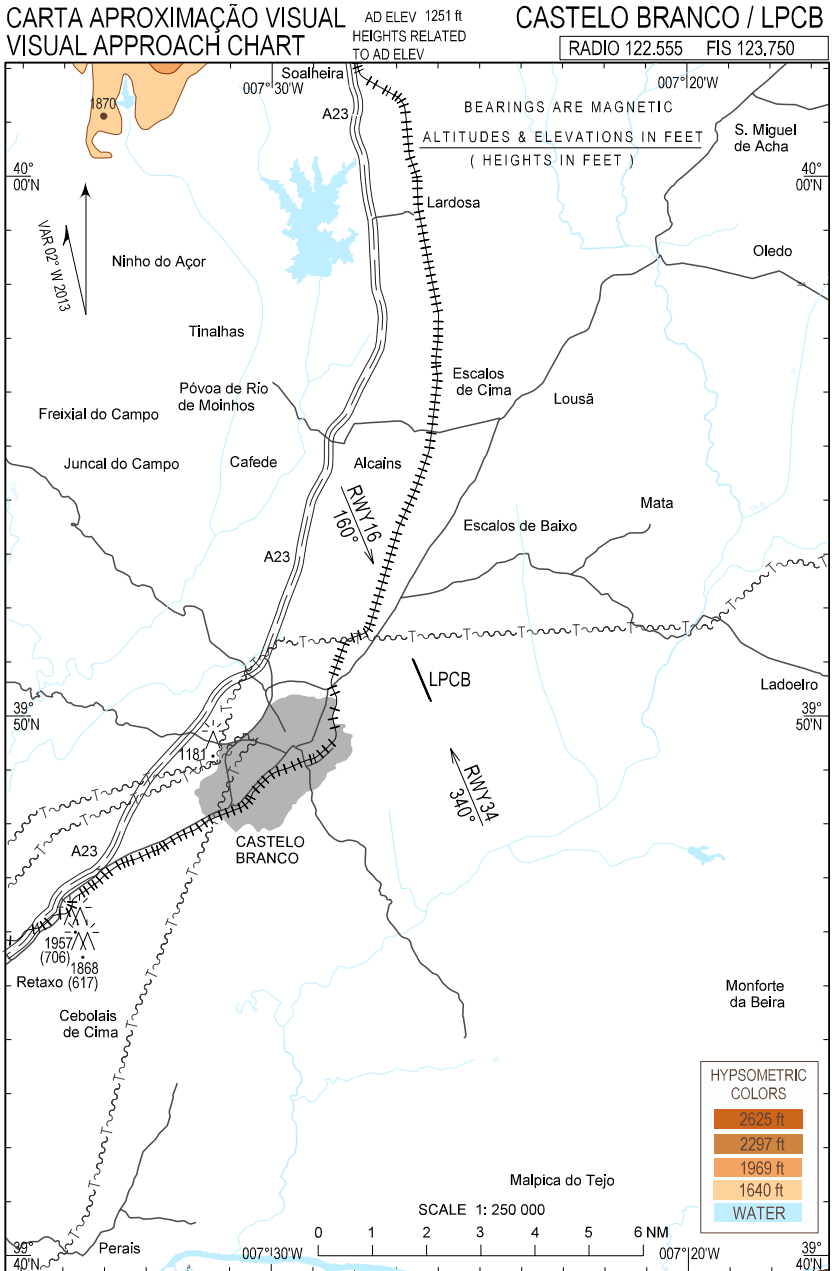 CARTA APROXIMAÇÃO VISUAL
VISUAL APPROACH CHART
AD ELEV 1251 ft
HEIGHTS RELATED
TO AD ELEV
CASTELO BRANCO / LPCB
RADIO 122.555 FIS 123.750
Soalheira
007°30'W
007°20'W
1870
A23
BEARINGS ARE MAGNETIC
ALTITUDES & ELEVATIONS IN FEET
( HEIGHTS IN FEET )
S. Miguel
de Acha
40°
00'N
40°
00'N
Lardosa
VAR 02° W 2013
Ninho do Açor
Oledo
Tinalhas
Póvoa de Rio
de Moinhos
Escalos
de Cima
Lousã
Freixial do Campo
Juncal do Campo
Cafede
Alcains
RWY16
160°
Mata
Escalos de Baixo
A23
T
T
T
T
T
T
T
T
LPCB
Ladoeiro
39°
50'N
39°
50'N
1181
RWY34
340°
A23
CASTELO
BRANCO
1957
(706)
1868
(617)
Retaxo
Cebolais
de Cima
Monforte
da Beira
HYPSOMETRIC
COLORS
2625 ft
2297 ft
1969 ft
1640 ft
WATER
Malpica do Tejo
SCALE 1: 250 000
0 1 2 3 4 5 6 NM
Perais
007°30'W
007°20'W
39°
40'N
39°
40'N